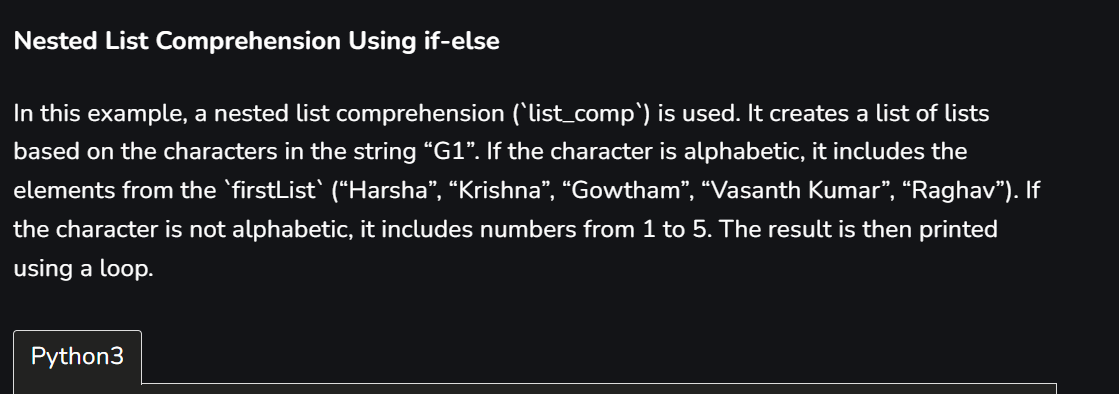 Nested List Comprehension Using if-else
In this example, a nested list comprehension (`list_comp`) is used. It creates a list of lists
based on the characters in the string “G1”. If the character is alphabetic, it includes the
elements from the `firstList` (“Harsha”, “Krishna”, “Gowtham”, “Vasanth Kumar”, “Raghav”). If
the character is not alphabetic, it includes numbers from 1 to 5. The result is then printed
using a loop.
Python3